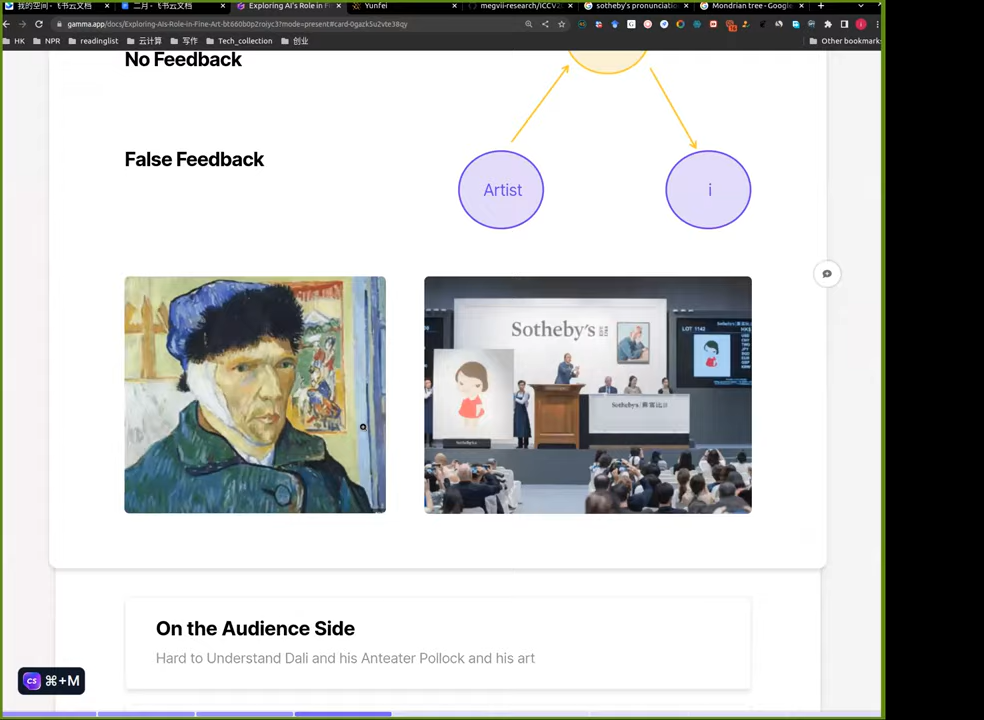 我的空间 - 飞书云文档
二月 - 飞书云文档
Exploring AI's Role in Fi
Yunfei
megvii-research/ICCV2
sotheby's pronunciatio
Mondrian tree - Google
gamma.app/docs/Exploring-AIs-Role-in-Fine-Art-bt660b0p2roiyc3?mode=present#card-0gazk5u2vte38qy
HK NPR readinglist 云计算 写作 Tech_collection 创业 Other bookmarks
No Feedback
False Feedback
Artist
i
Sotheby's
LOT 1142
Sotheby's
On the Audience Side
Hard to Understand Dali and his Anteater Pollock and his art
CS ⌘+M